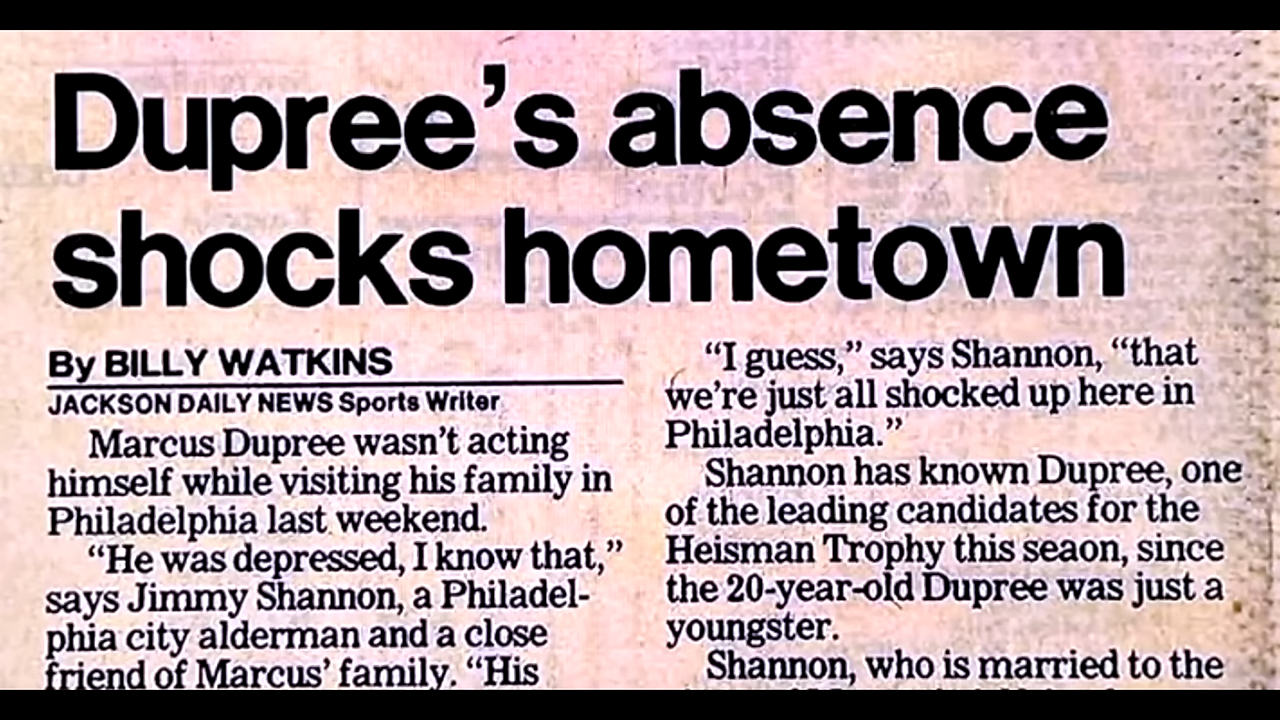 Dupree's absence
shocks hometown
By BILLY WATKINS
JACKSON DAILY NEWS Sports Writer
Marcus Dupree wasn't acting
himself while visiting his family in
Philadelphia last weekend.
"He was depressed, I know that,"
says Jimmy Shannon, a Philadel-
phia city alderman and a close
friend of Marcus' family. "His
"I guess," says Shannon, "that
we're just all shocked up here in
Philadelphia."
Shannon has known Dupree, one
of the leading candidates for the
Heisman Trophy this seaon, since
the 20-year-old Dupree was just a
youngster.
Shannon, who is married to the